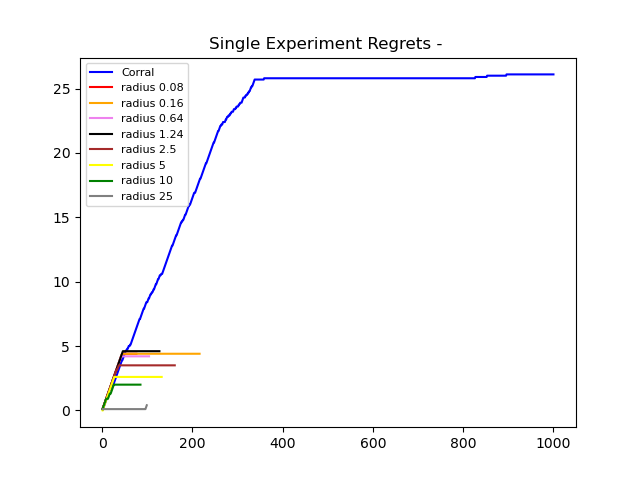 Single Experiment Regrets -
Corral
radius 0.08
radius 0.16
radius 0.64
radius 1.24
radius 2.5
radius 5
radius 10
radius 25
25
20
15
10
5
0
0 200 400 600 800 1000